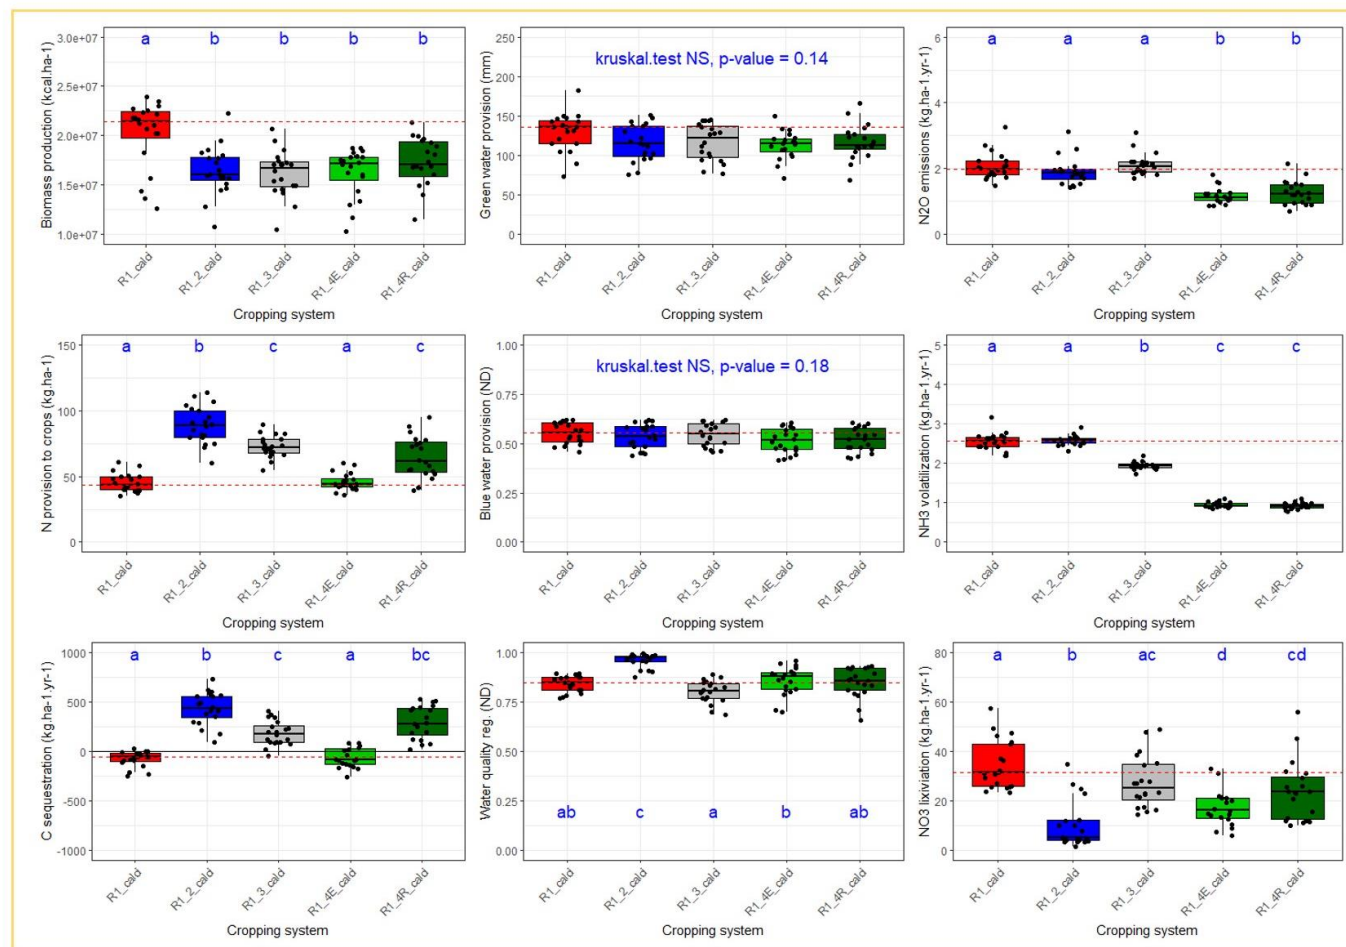 Biomass production (kcal.ha-1)
3.0e+07
2.5e+07
2.0e+07
1.5e+07
1.0e+07
a b b b b
R1_cald R1_2_cald R1_3_cald R1_4E_cald R1_4R_cald
Cropping system
Green water provision (mm)
250
200
150
100
50
0
kruskal.test NS, p-value = 0.14
R1_cald R1_2_cald R1_3_cald R1_4E_cald R1_4R_cald
Cropping system
N2O emissions (kg.ha-1.yr-1)
6
4
2
0
a a a b b
R1_cald R1_2_cald R1_3_cald R1_4E_cald R1_4R_cald
Cropping system
N provision to crops (kg.ha-1)
150
100
50
0
a b c a c
R1_cald R1_2_cald R1_3_cald R1_4E_cald R1_4R_cald
Cropping system
Blue water provision (ND)
1.00
0.75
0.50
0.25
0.00
kruskal.test NS, p-value = 0.18
R1_cald R1_2_cald R1_3_cald R1_4E_cald R1_4R_cald
Cropping system
NH3 volatilization (kg.ha-1.yr-1)
5
4
3
2
1
0
a a b c c
R1_cald R1_2_cald R1_3_cald R1_4E_cald R1_4R_cald
Cropping system
C sequestration (kg.ha-1.yr-1)
1000
500
0
-500
-1000
a b c a bc
R1_cald R1_2_cald R1_3_cald R1_4E_cald R1_4R_cald
Cropping system
Water quality reg. (ND)
1.00
0.75
0.50
0.25
0.00
ab c a b ab
R1_cald R1_2_cald R1_3_cald R1_4E_cald R1_4R_cald
Cropping system
NO3 lixiviation (kg.ha-1.yr-1)
80
60
40
20
0
a b ac d cd
R1_cald R1_2_cald R1_3_cald R1_4E_cald R1_4R_cald
Cropping system